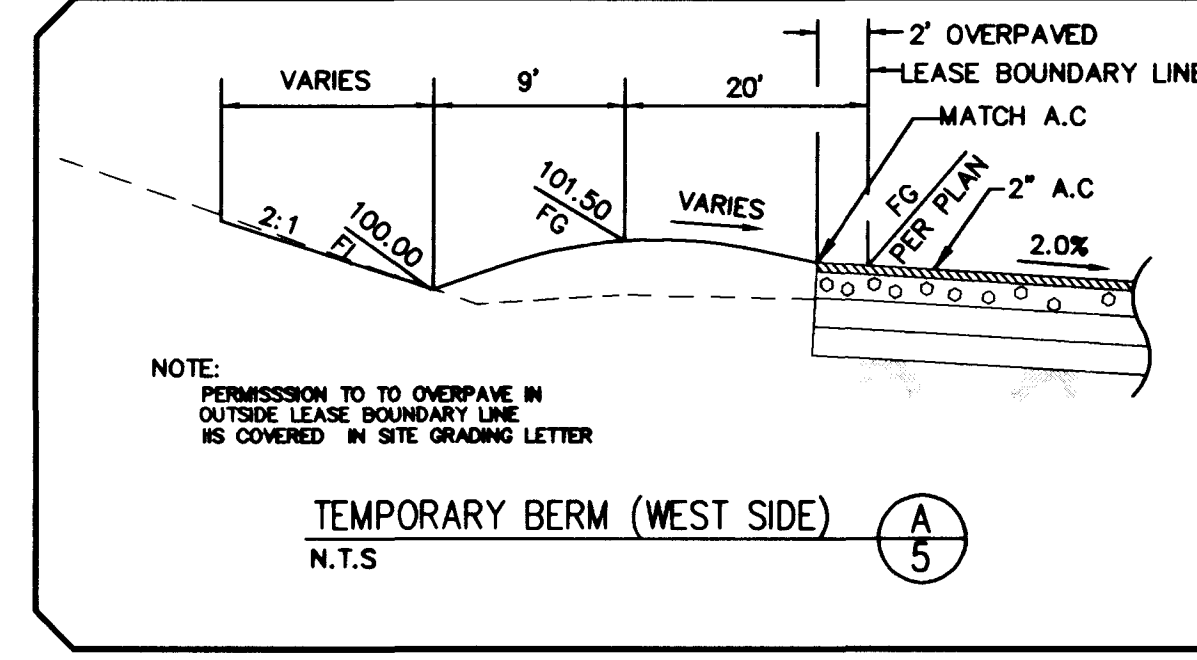 2' OVERPAVED
LEASE BOUNDARY LINE
VARIES
9'
20'
MATCH A.C
101.50
FG
VARIES
FG
PER PLAN
2" A.C
2:1
100.00
FL
2.0%
NOTE:
PERMISSSION TO TO OVERPAVE IN
OUTSIDE LEASE BOUNDARY LINE
IIS COVERED IN SITE GRADING LETTER
TEMPORARY BERM (WEST SIDE)
N.T.S
A
5